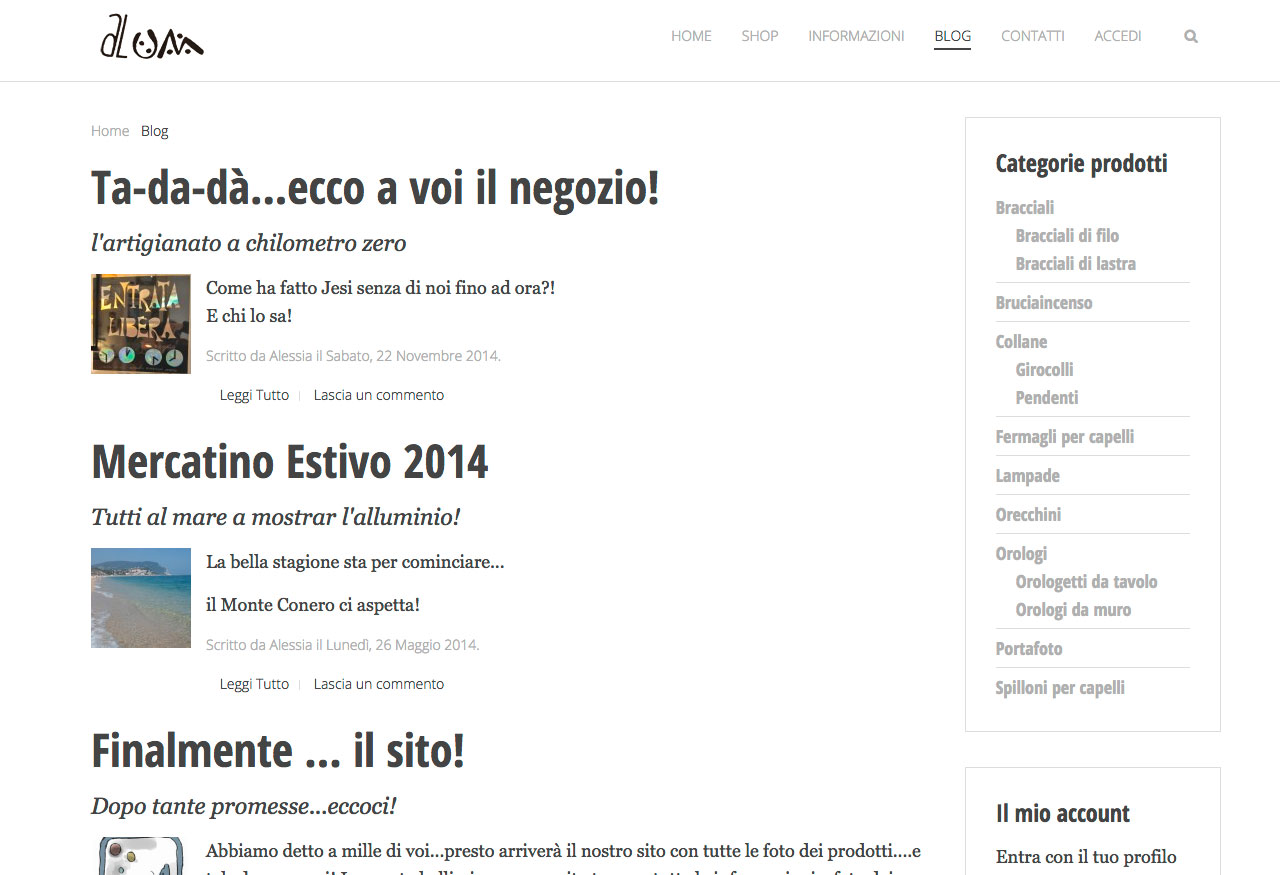 HOME SHOP INFORMAZIONI BLOG CONTATTI ACCEDI
Home Blog
Ta-da-dà...ecco a voi il negozio!
l'artigianato a chilometro zero
ENTRATA
LIBERA
Come ha fatto Jesi senza di noi fino ad ora?!
E chi lo sa!
Scritto da Alessia il Sabato, 22 Novembre 2014.
Leggi Tutto | Lascia un commento
Mercatino Estivo 2014
Tutti al mare a mostrar l'alluminio!
La bella stagione sta per cominciare...
il Monte Conero ci aspetta!
Scritto da Alessia il Lunedì, 26 Maggio 2014.
Leggi Tutto | Lascia un commento
Finalmente ... il sito!
Dopo tante promesse...eccoci!
Abbiamo detto a mille di voi...presto arriverà il nostro sito con tutte le foto dei prodotti....e
Categorie prodotti
Bracciali
Bracciali di filo
Bracciali di lastra
Bruciaincenso
Collane
Girocolli
Pendenti
Fermagli per capelli
Lampade
Orecchini
Orologi
Orologetti da tavolo
Orologi da muro
Portafoto
Spilloni per capelli
Il mio account
Entra con il tuo profilo